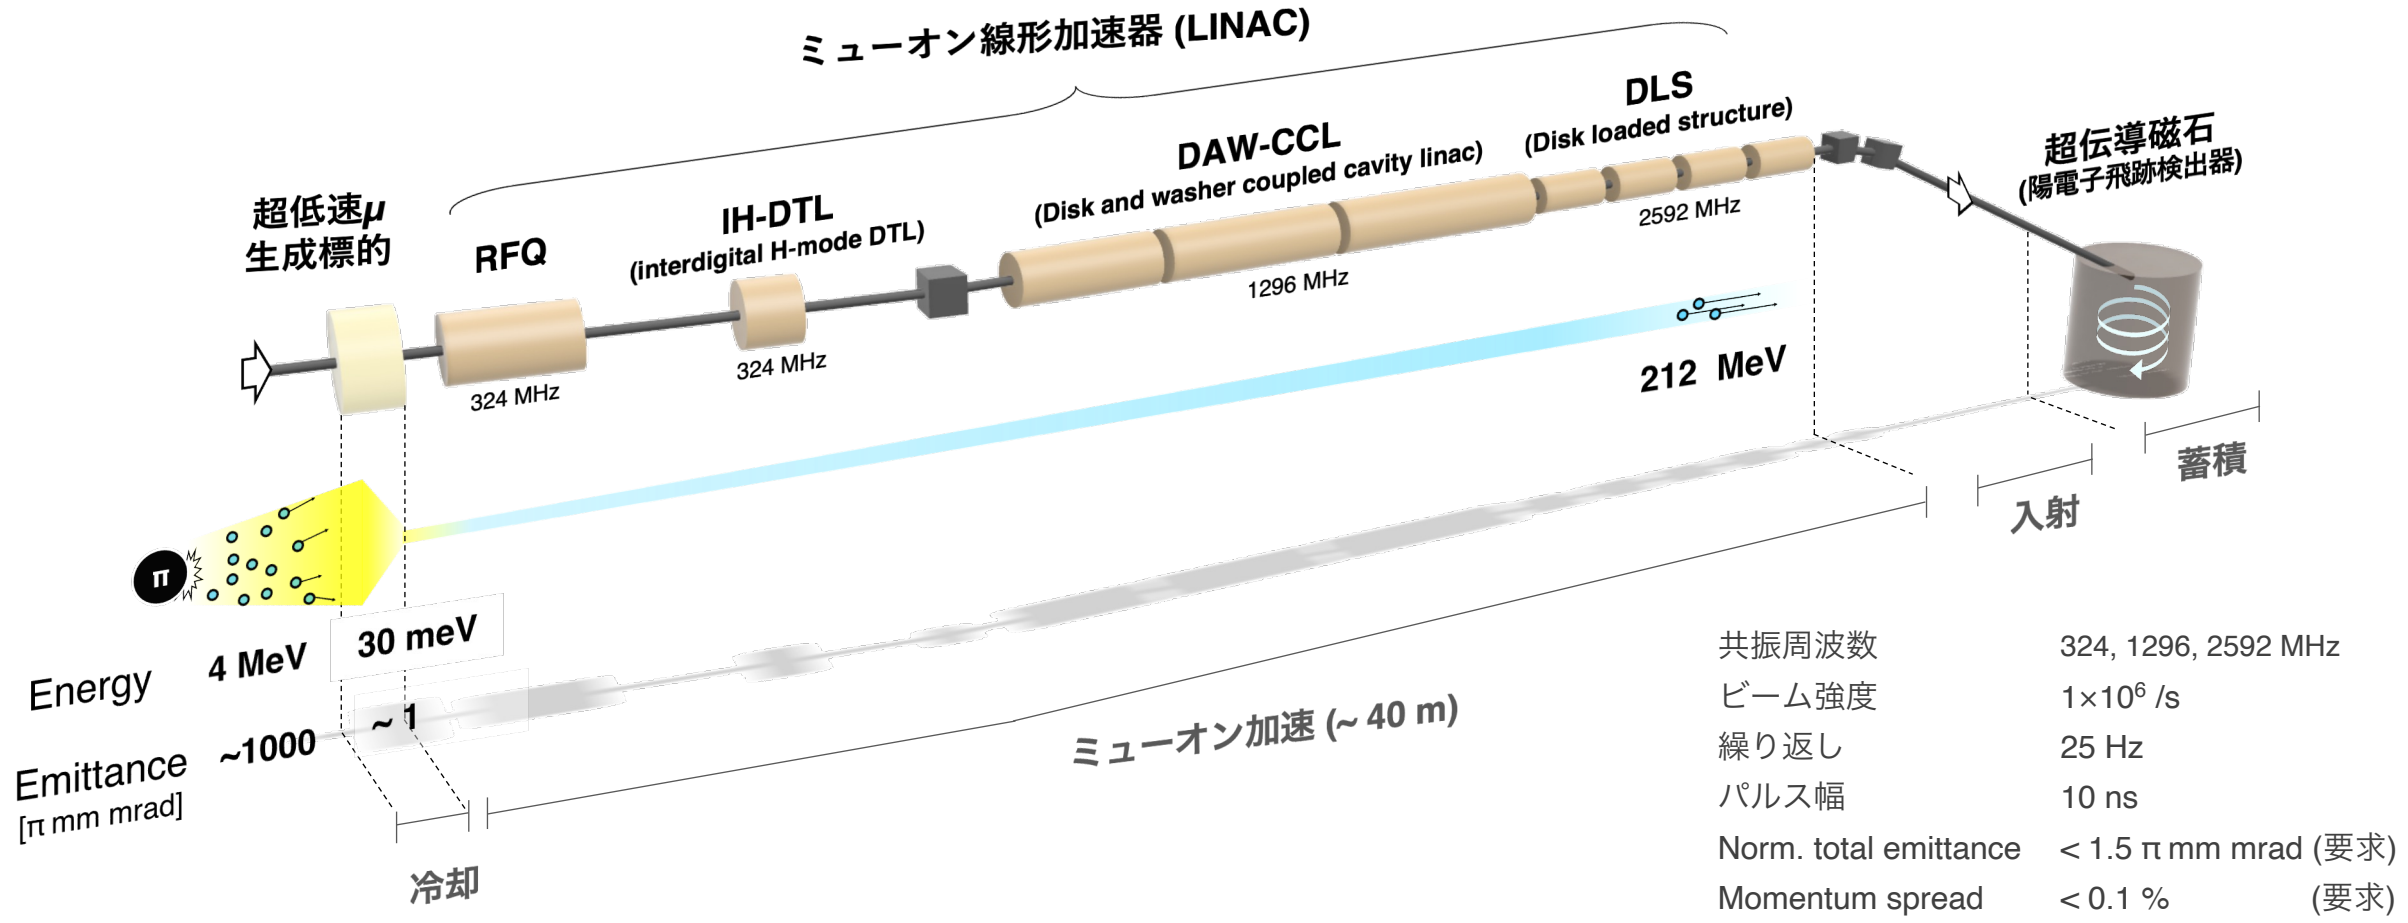 ミューオン線形加速器 (LINAC)
超低速μ
生成標的
RFQ
324 MHz
IH-DTL
(interdigital H-mode DTL)
324 MHz
DAW-CCL
(Disk and washer coupled cavity linac)
1296 MHz
DLS
(Disk loaded structure)
2592 MHz
超伝導磁石
(陽電子飛跡検出器)
212 MeV
π
Energy
4 MeV
30 meV
Emittance
[π mm mrad]
~1000
~ 1
冷却
ミューオン加速 (~ 40 m)
入射
蓄積
共振周波数 324, 1296, 2592 MHz
ビーム強度 1×10⁶ /s
繰り返し 25 Hz
パルス幅 10 ns
Norm. total emittance < 1.5 π mm mrad (要求)
Momentum spread < 0.1 % (要求)